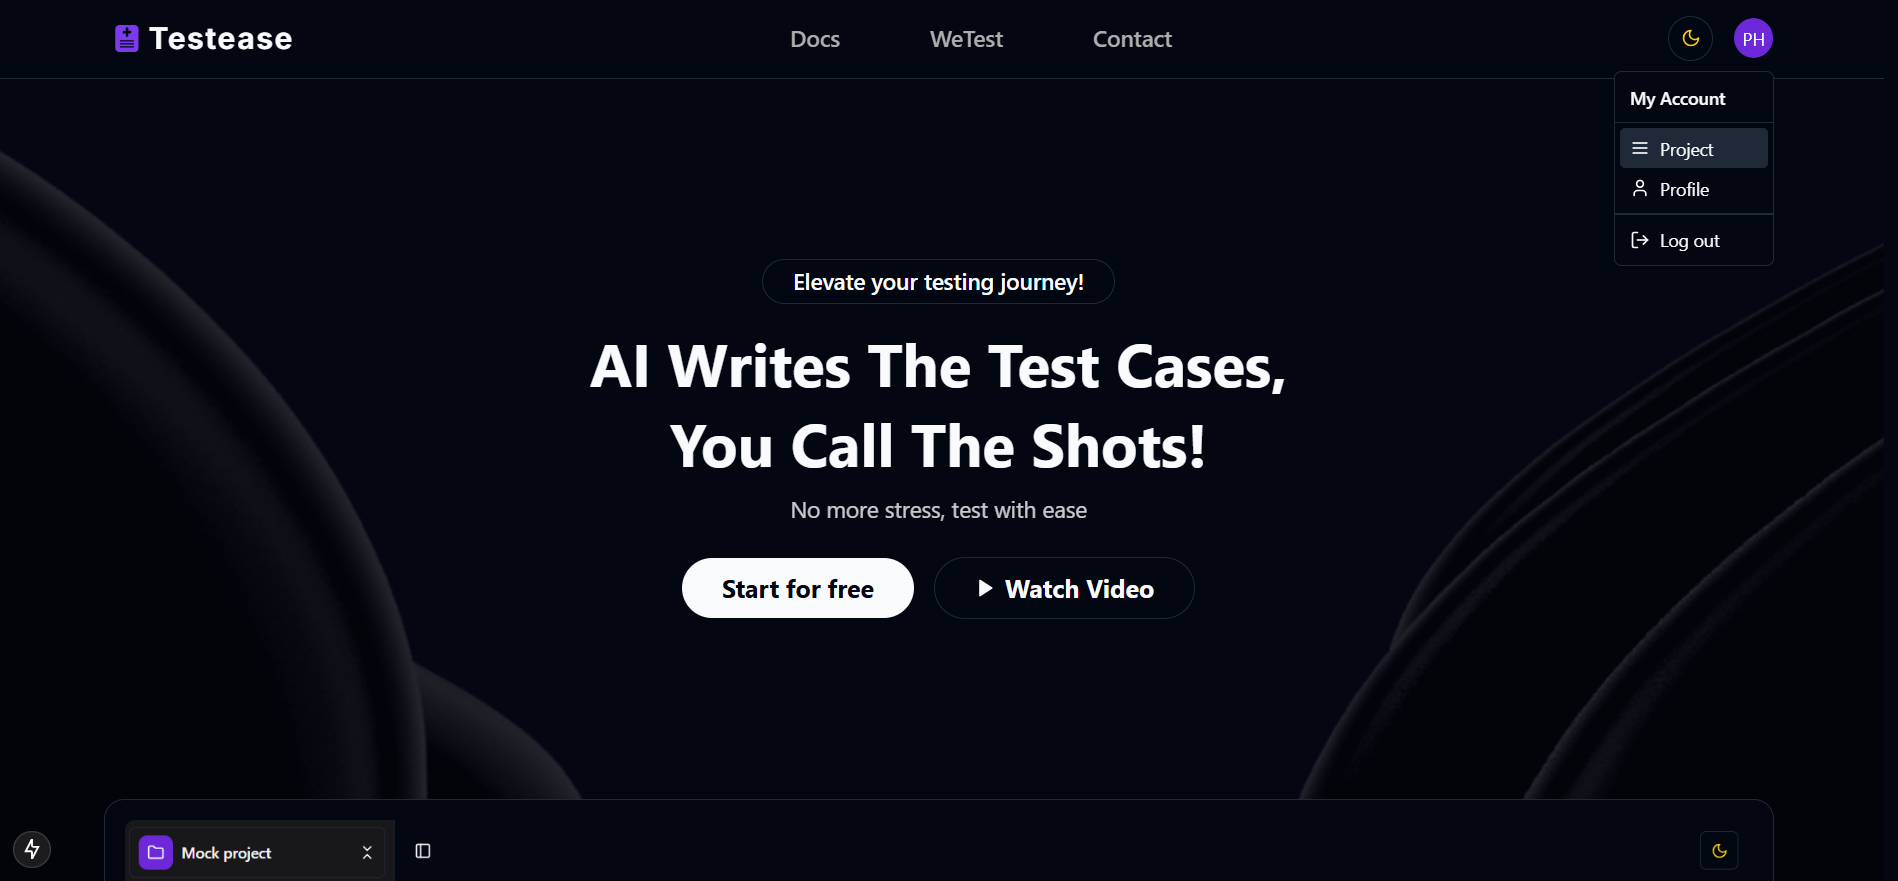 Testease
Docs
WeTest
Contact
PH
My Account
Project
Profile
Log out
Elevate your testing journey!
AI Writes The Test Cases,
You Call The Shots!
No more stress, test with ease
Start for free
Watch Video
Mock project